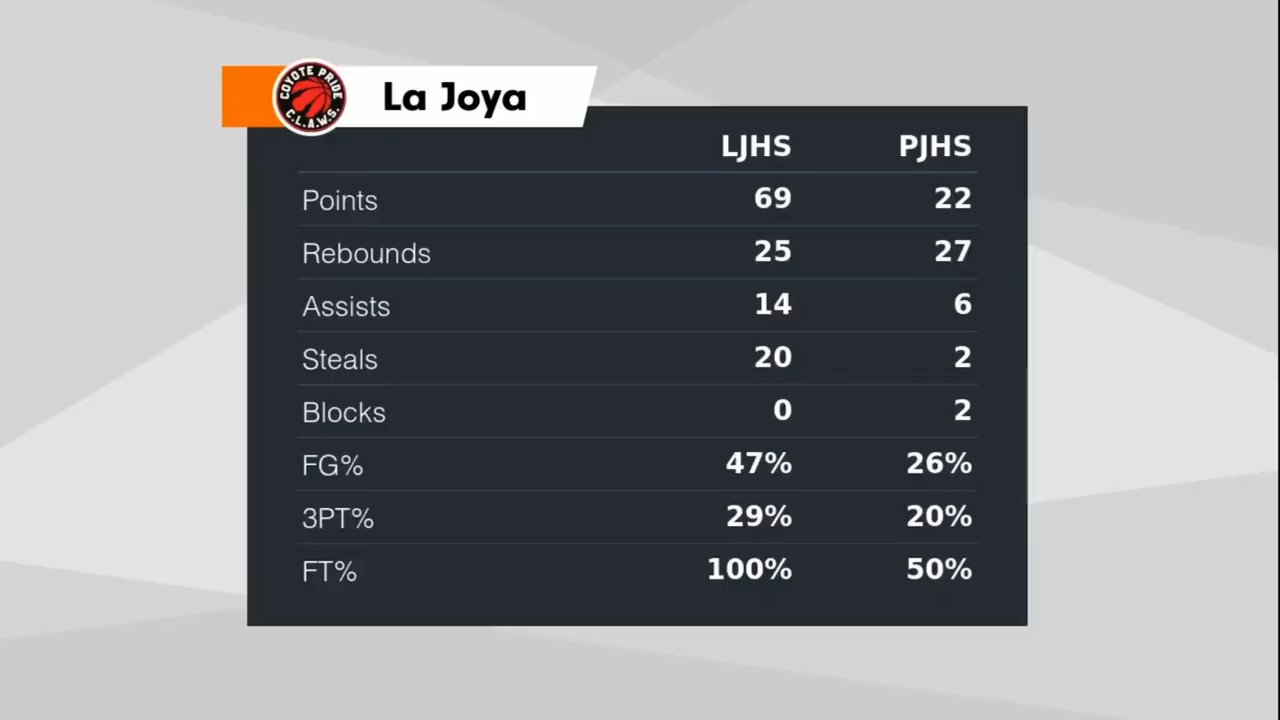 COYOTE PRIDE
C.L.A.W.S.
La Joya
LJHS PJHS
Points 69 22
Rebounds 25 27
Assists 14 6
Steals 20 2
Blocks 0 2
FG% 47% 26%
3PT% 29% 20%
FT% 100% 50%